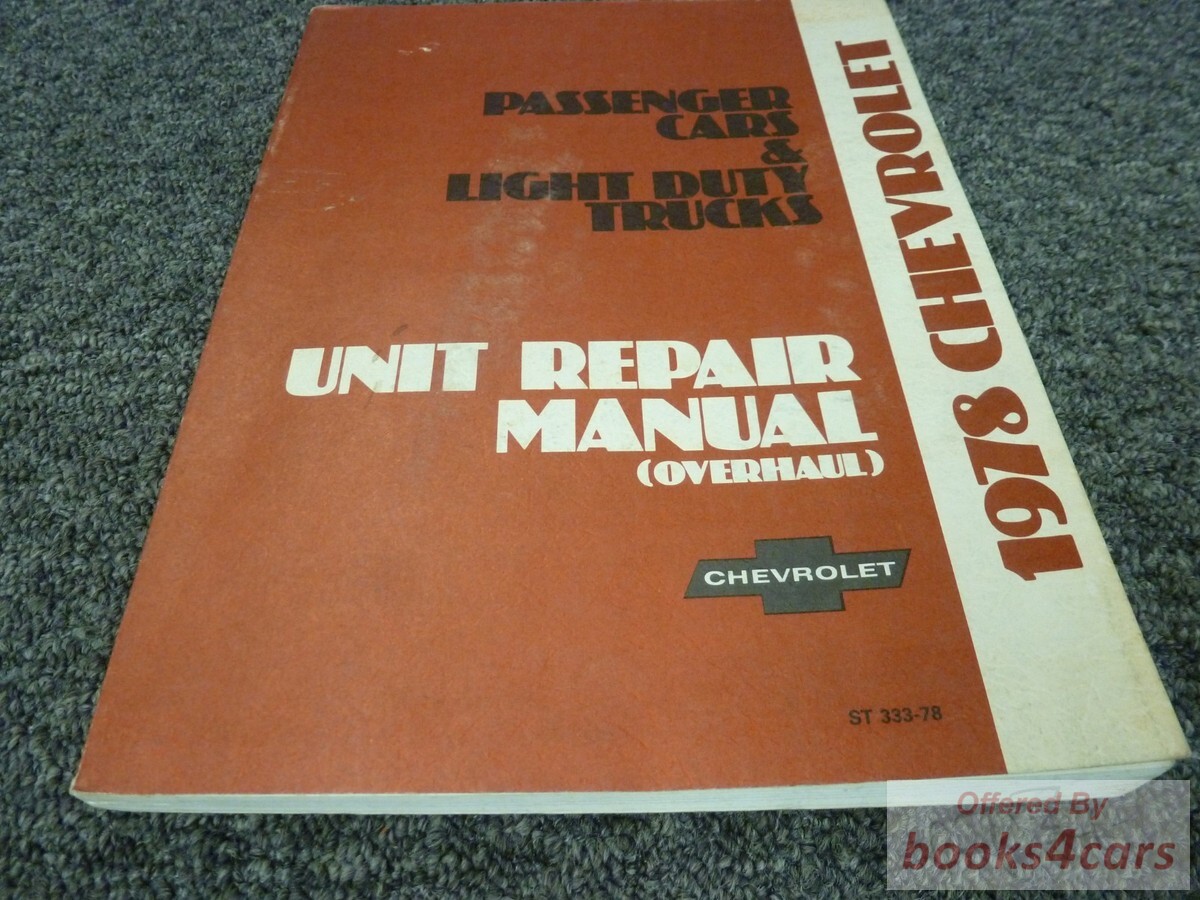 PASSENGER
CARS
&
LIGHT DUTY
TRUCKS
UNIT REPAIR
MANUAL
(OVERHAUL)
CHEVROLET
ST 333-78
1978 CHEVROLET
Offered By
books4cars